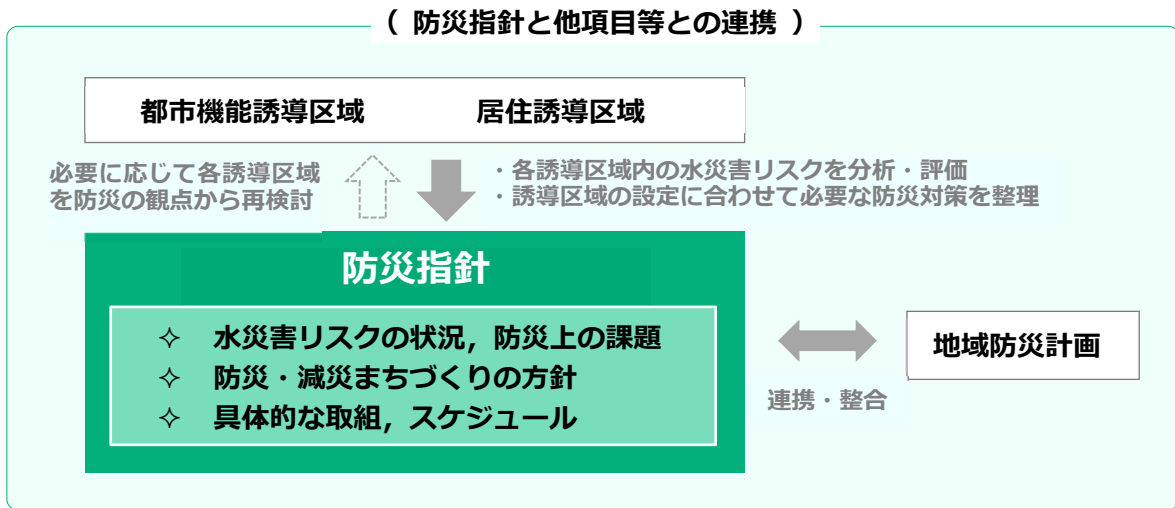 ( 防災指針と他項目等との連携 )
都市機能誘導区域 居住誘導区域
必要に応じて各誘導区域
を防災の観点から再検討
・各誘導区域内の水災害リスクを分析・評価
・誘導区域の設定に合わせて必要な防災対策を整理
防災指針
✧ 水災害リスクの状況，防災上の課題
✧ 防災・減災まちづくりの方針
✧ 具体的な取組，スケジュール
連携・整合
地域防災計画